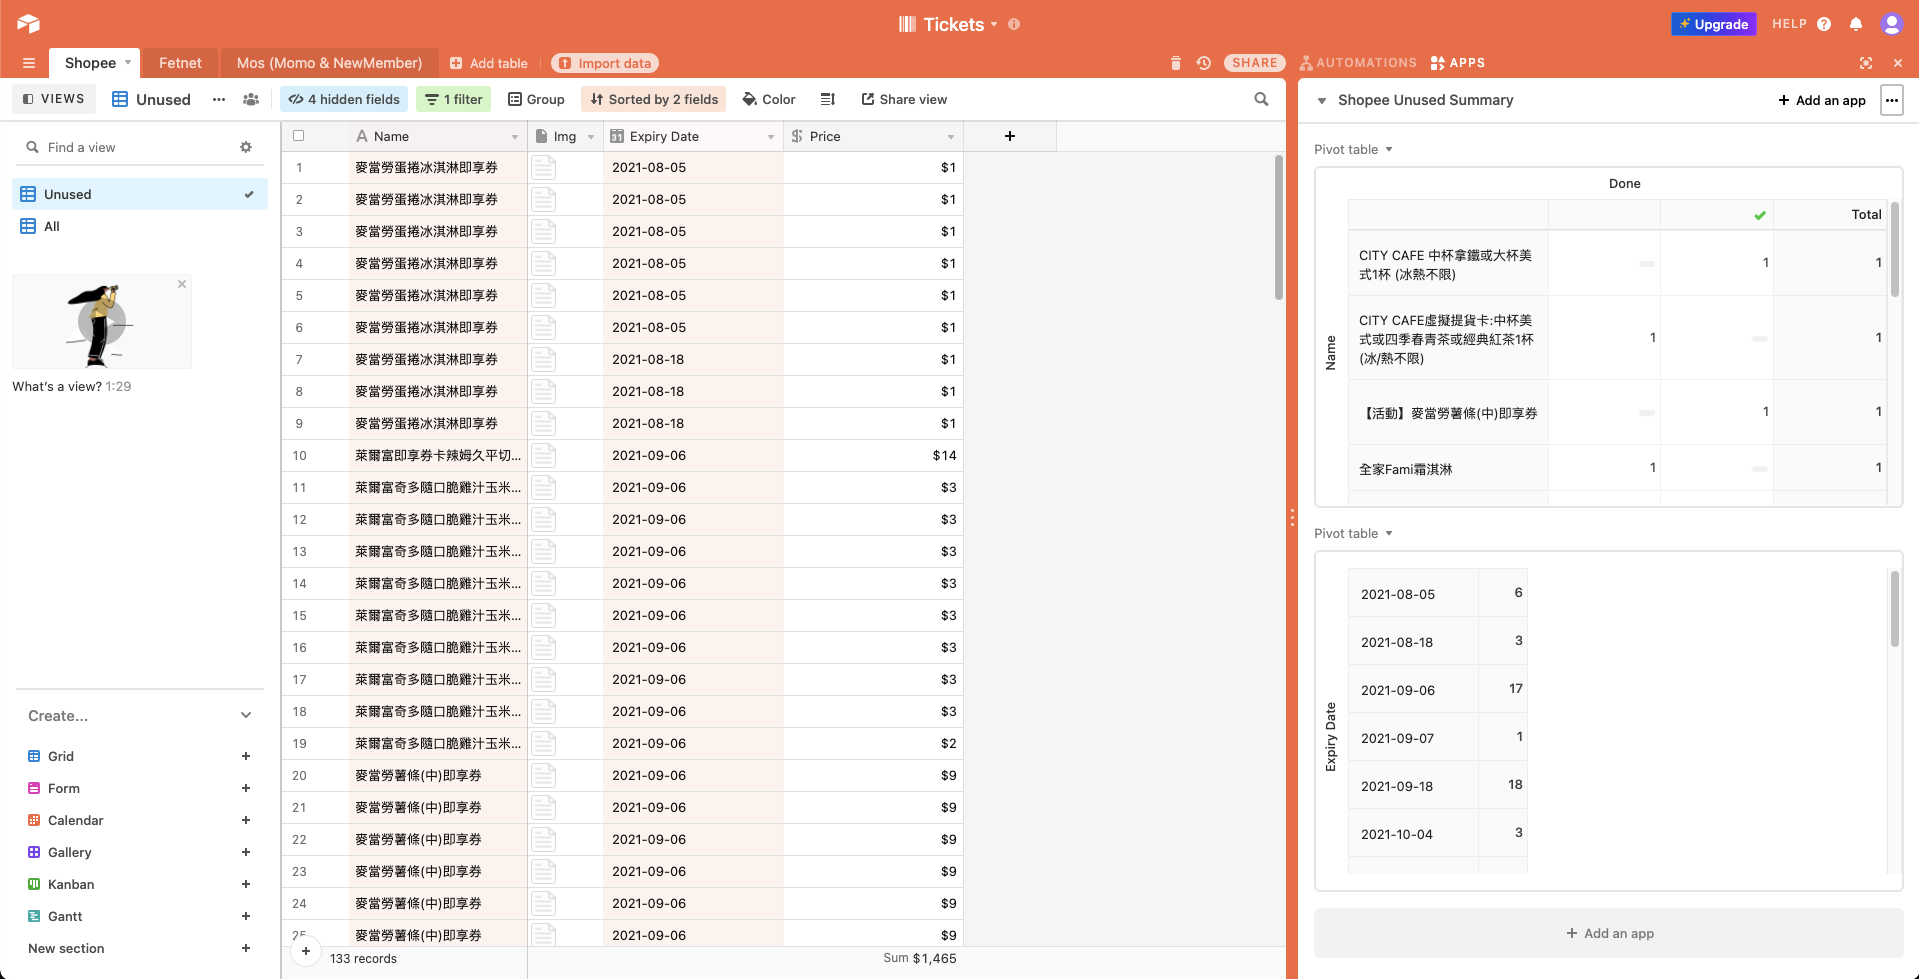 Tickets
Upgrade
HELP
Shopee
Fetnet
Mos (Momo & NewMember)
Add table
Import data
SHARE
AUTOMATIONS
APPS
VIEWS
Unused
4 hidden fields
1 filter
Group
Sorted by 2 fields
Color
Share view
Find a view
Unused
All
What's a view? 1:29
Create...
Grid
Form
Calendar
Gallery
Kanban
Gantt
New section
Name Img Expiry Date Price
1 麥當勞蛋捲冰淇淋即享券 2021-08-05 $1
2 麥當勞蛋捲冰淇淋即享券 2021-08-05 $1
3 麥當勞蛋捲冰淇淋即享券 2021-08-05 $1
4 麥當勞蛋捲冰淇淋即享券 2021-08-05 $1
5 麥當勞蛋捲冰淇淋即享券 2021-08-05 $1
6 麥當勞蛋捲冰淇淋即享券 2021-08-05 $1
7 麥當勞蛋捲冰淇淋即享券 2021-08-18 $1
8 麥當勞蛋捲冰淇淋即享券 2021-08-18 $1
9 麥當勞蛋捲冰淇淋即享券 2021-08-18 $1
10 萊爾富即享券卡辣姆久平切... 2021-09-06 $14
11 萊爾富奇多隨口脆雞汁玉米... 2021-09-06 $3
12 萊爾富奇多隨口脆雞汁玉米... 2021-09-06 $3
13 萊爾富奇多隨口脆雞汁玉米... 2021-09-06 $3
14 萊爾富奇多隨口脆雞汁玉米... 2021-09-06 $3
15 萊爾富奇多隨口脆雞汁玉米... 2021-09-06 $3
16 萊爾富奇多隨口脆雞汁玉米... 2021-09-06 $3
17 萊爾富奇多隨口脆雞汁玉米... 2021-09-06 $3
18 萊爾富奇多隨口脆雞汁玉米... 2021-09-06 $3
19 萊爾富奇多隨口脆雞汁玉米... 2021-09-06 $2
20 麥當勞薯條(中)即享券 2021-09-06 $9
21 麥當勞薯條(中)即享券 2021-09-06 $9
22 麥當勞薯條(中)即享券 2021-09-06 $9
23 麥當勞薯條(中)即享券 2021-09-06 $9
24 麥當勞薯條(中)即享券 2021-09-06 $9
25 麥當勞薯條(中)即享券 2021-09-06 $9
133 records
Sum $1,465
Shopee Unused Summary
Add an app
Pivot table
Done
Total
Name
CITY CAFE 中杯拿鐵或大杯美
式1杯 (冰熱不限)
1 1
CITY CAFE虛擬提貨卡:中杯美
式或四季春青茶或經典紅茶1杯
(冰/熱不限)
1 1
【活動】麥當勞薯條(中)即享券 1 1
全家Fami霜淇淋 1 1
Pivot table
Expiry Date
2021-08-05 6
2021-08-18 3
2021-09-06 17
2021-09-07 1
2021-09-18 18
2021-10-04 3
Add an app